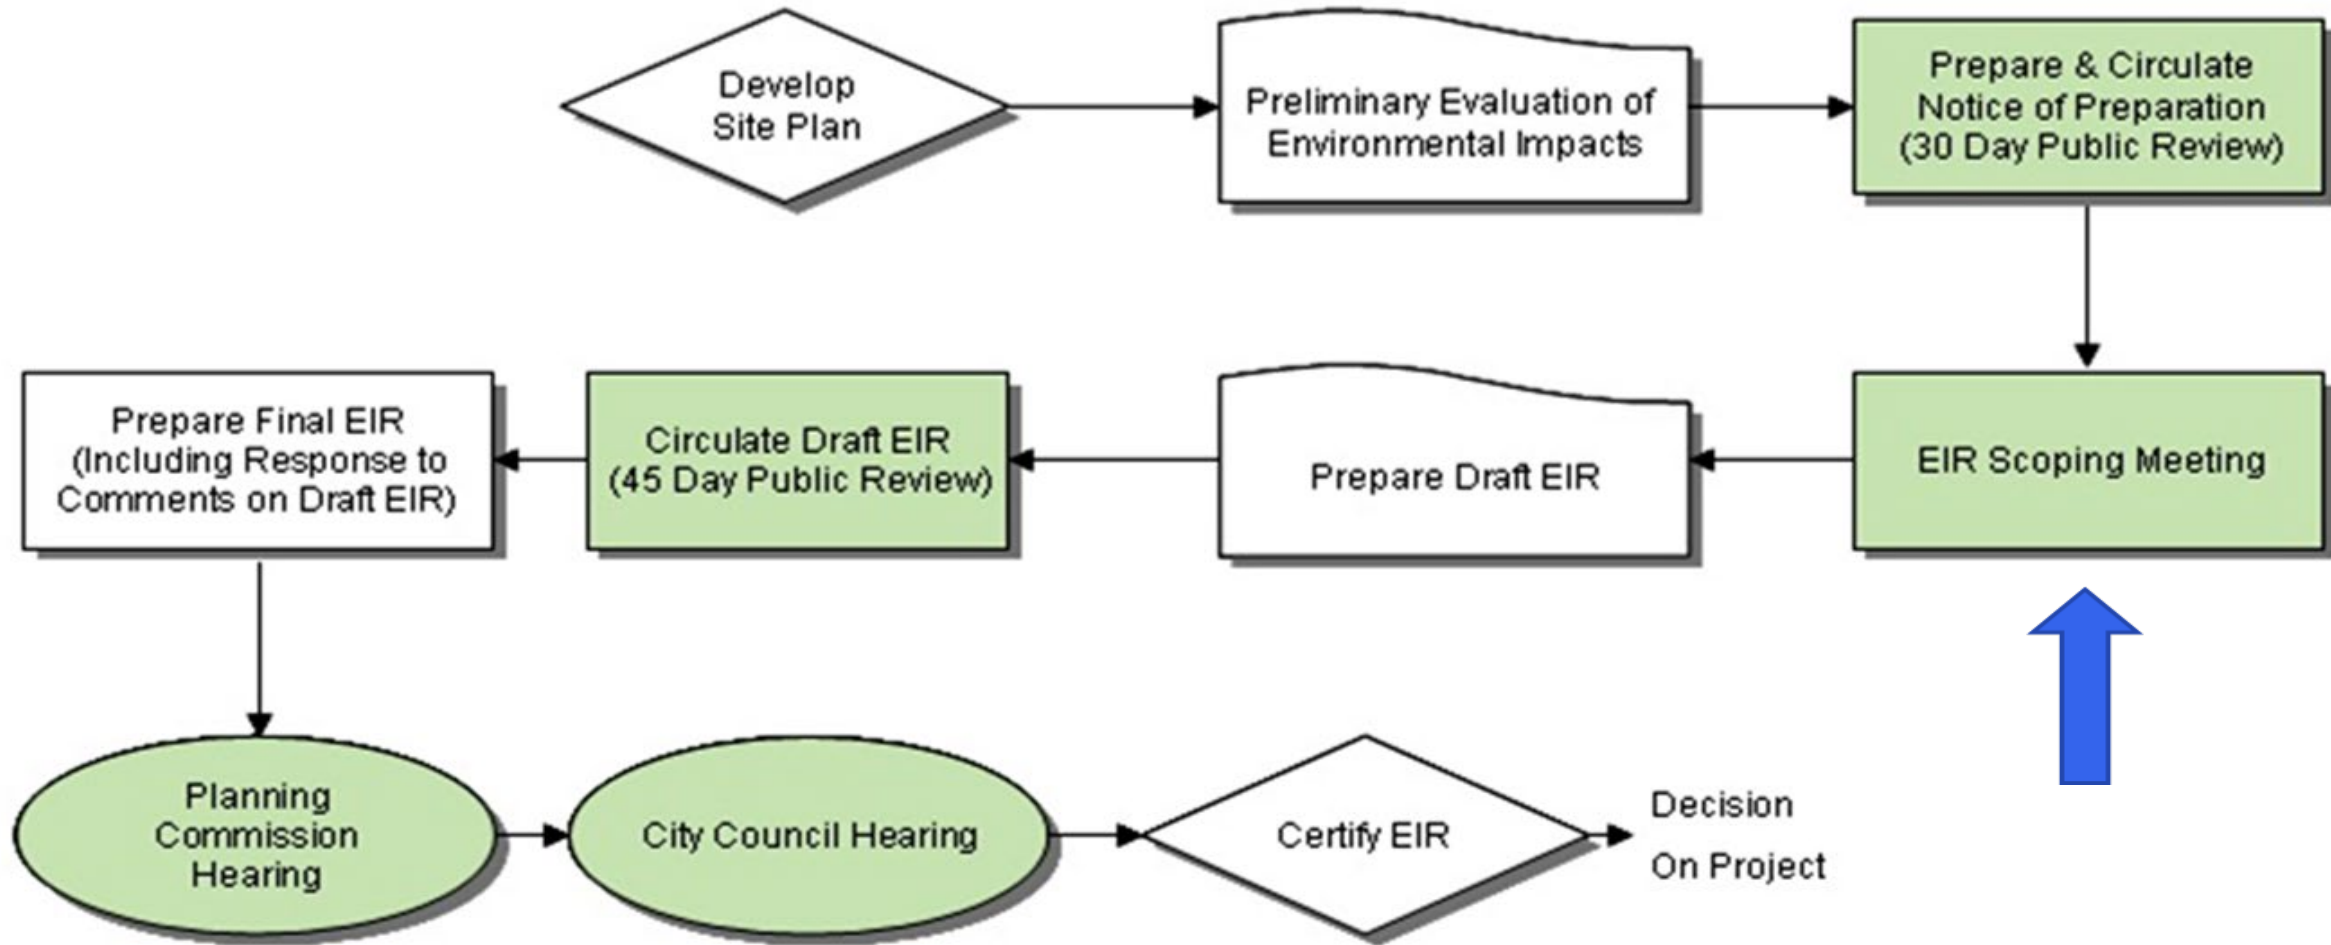 Develop
Site Plan
Preliminary Evaluation of
Environmental Impacts
Prepare & Circulate
Notice of Preparation
(30 Day Public Review)
EIR Scoping Meeting
Prepare Draft EIR
Circulate Draft EIR
(45 Day Public Review)
Prepare Final EIR
(Including Response to
Comments on Draft EIR)
Planning
Commission
Hearing
City Council Hearing
Certify EIR
Decision
On Project